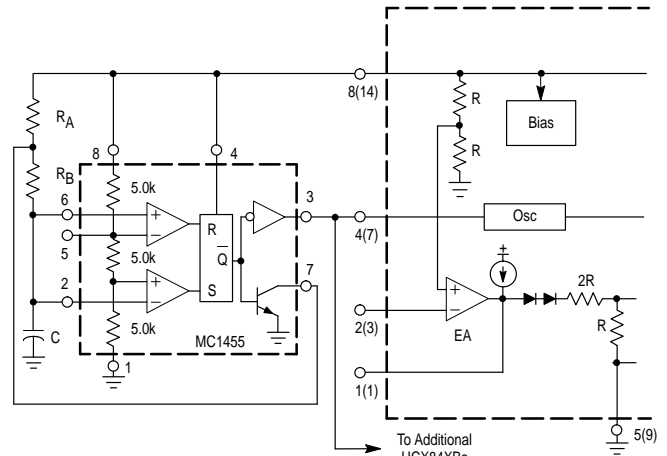 8(14)
R
R
Bias
RA
RB
8
4
6
5.0k
5
5.0k
2
5.0k
C
1
+
−
+
−
R
Q
S
MC1455
3
7
4(7)
Osc
+
−
EA
±
2R
R
2(3)
1(1)
5(9)
To Additional